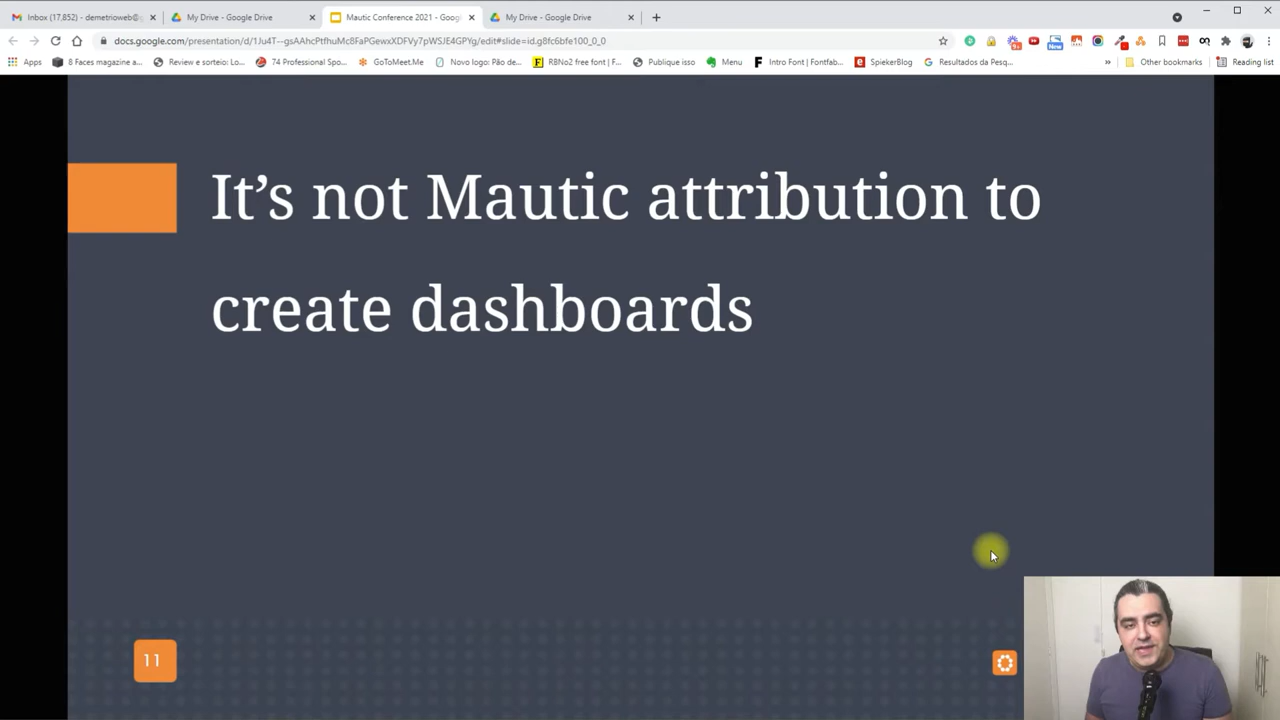 Inbox (17,852) - demetrioweb@g
My Drive - Google Drive
Mautic Conference 2021 - Goog
My Drive - Google Drive
docs.google.com/presentation/d/1Ju4T--gsAAhcPtfhuMc8FaPGewxXDFVy7pWSJE4GPYg/edit#slide=id.g8fc6bfe100_0_0
Apps
8 Faces magazine a...
Review e sorteio: Lo...
74 Professional Spo...
GoToMeet.Me
Novo logo: Pão de...
RBNo2 free font | F...
Publique isso
Menu
Intro Font | Fontfab...
SpiekerBlog
Resultados da Pesq...
»
Other bookmarks
Reading list
New
9+
It's not Mautic attribution to
create dashboards
11